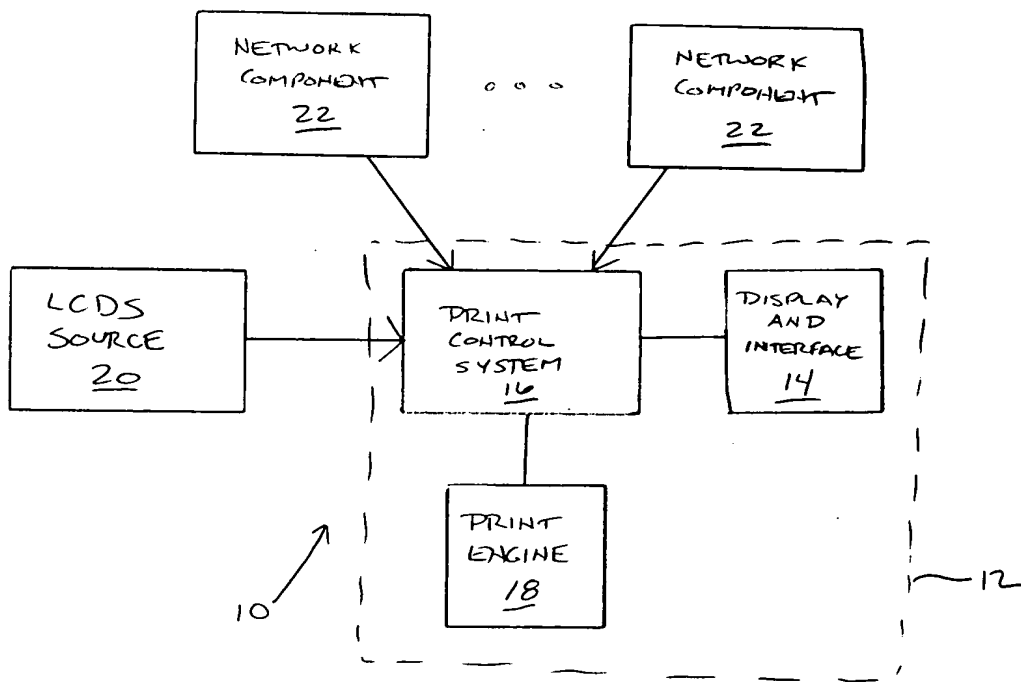 NETWORK
COMPONENT
22
NETWORK
COMPONENT
22
LCDS
SOURCE
20
PRINT
CONTROL
SYSTEM
16
DISPLAY
AND
INTERFACE
14
PRINT
ENGINE
18
10
12